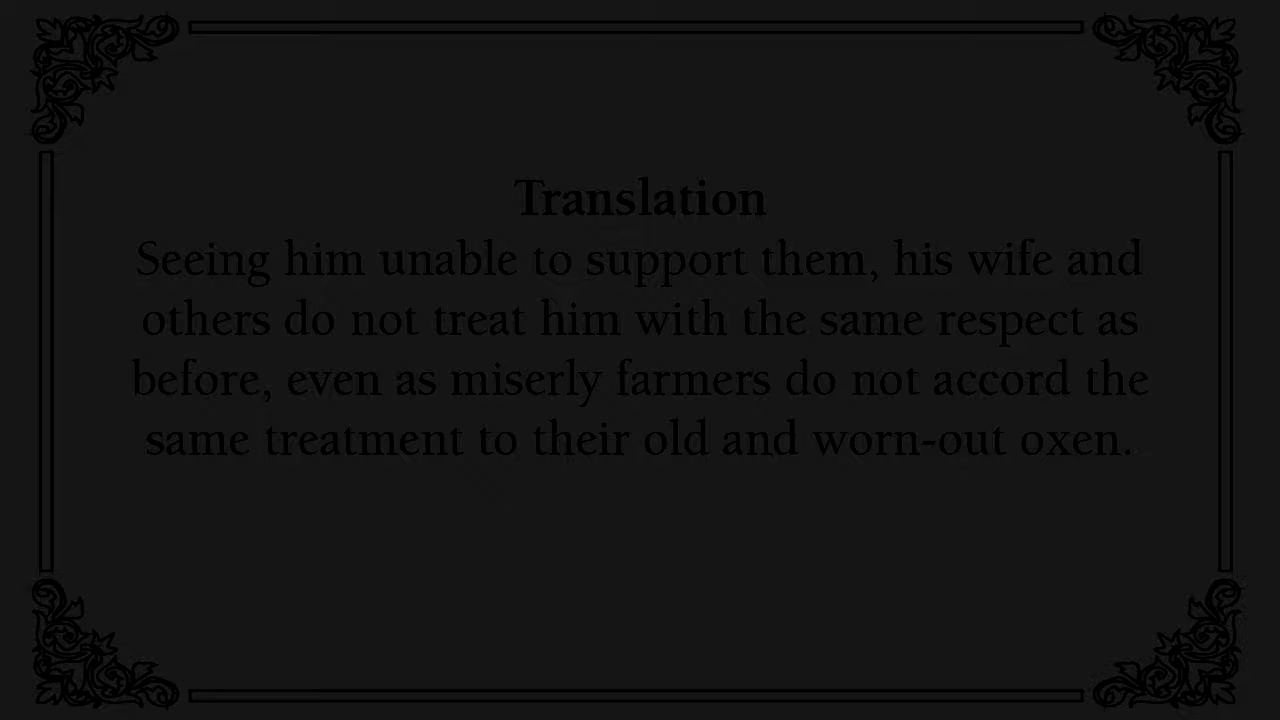 Translation
Seeing him unable to support them, his wife and
others do not treat him with the same respect as
before, even as miserly farmers do not accord the
same treatment to their old and worn-out oxen.